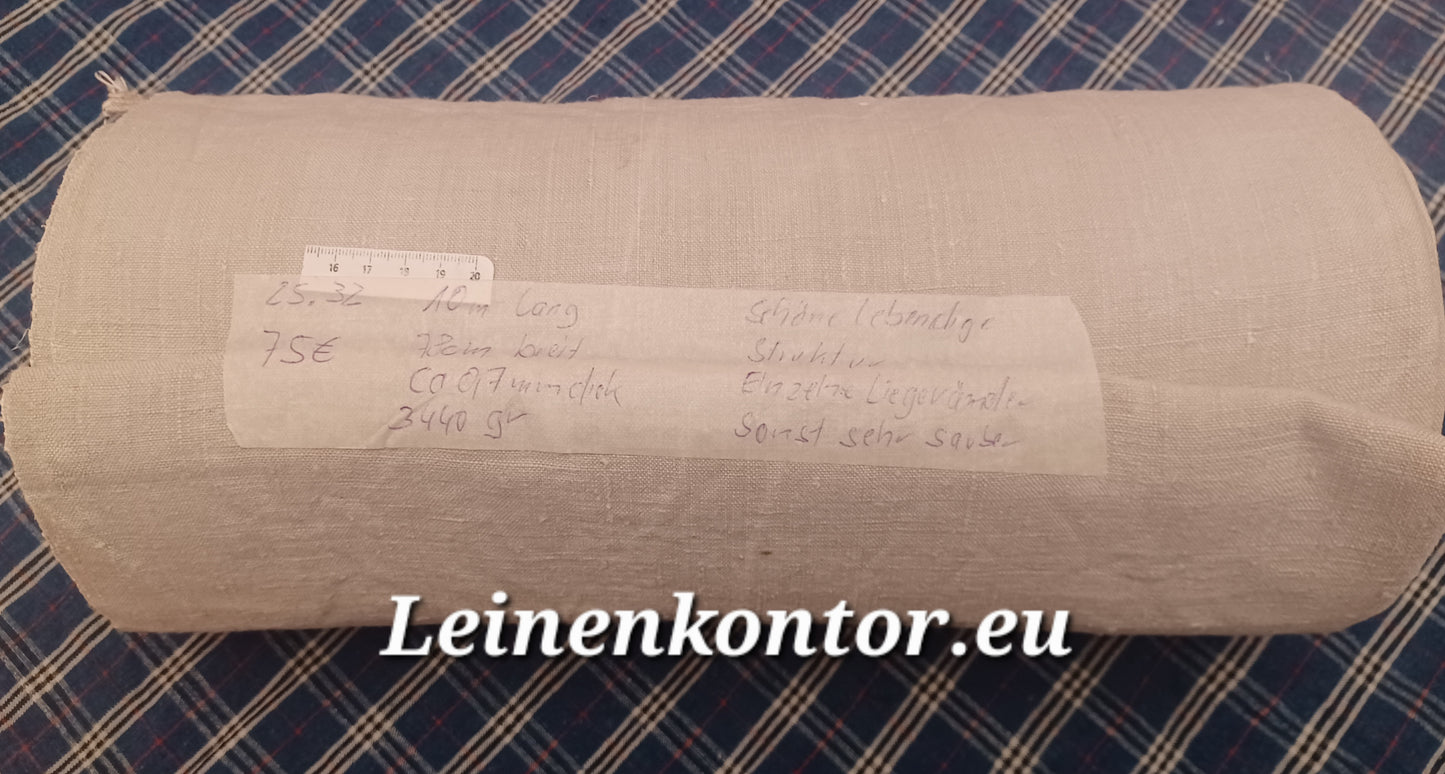 16 17 18 19 20
25.32
75€
10m lang
78cm breit
ca 0,7mm dick
3440 gr
Schöne lebendige
Struktur
Einzelne Liegeränder
Sonst sehr sauber
Leinenkontor.eu